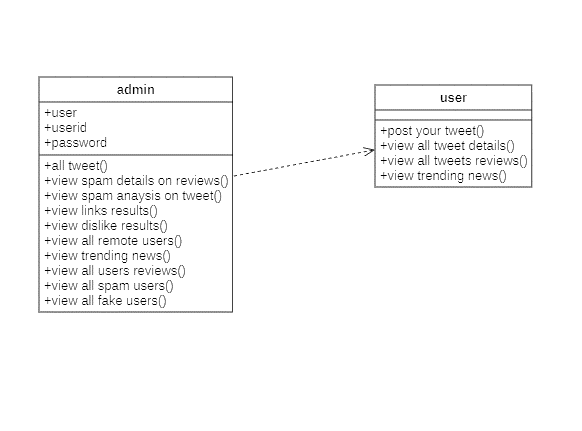 admin
+user
+userid
+password
+all tweet()
+view spam details on reviews()
+view spam anaysis on tweet()
+view links results()
+view dislike results()
+view all remote users()
+view trending news()
+view all users reviews()
+view all spam users()
+view all fake users()
user
+post your tweet()
+view all tweet details()
+view all tweets reviews()
+view trending news()